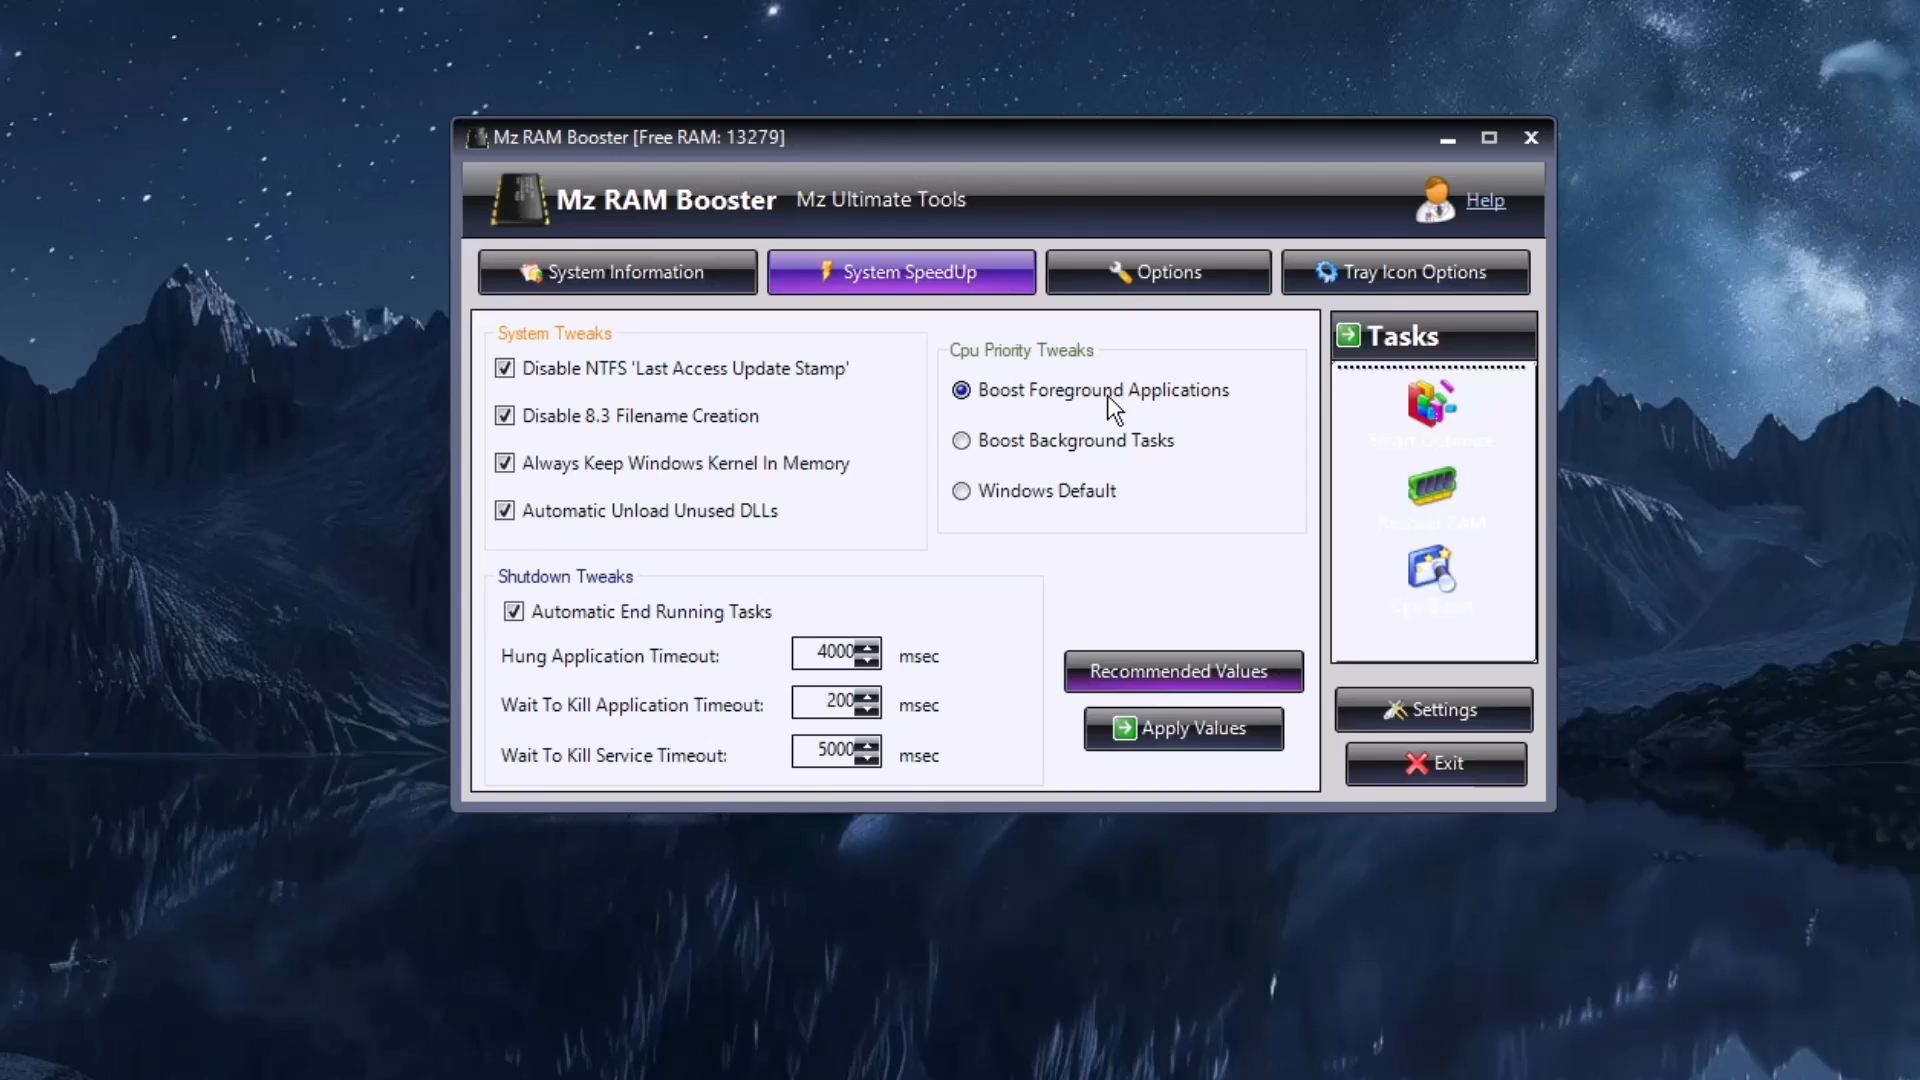 Mz RAM Booster [Free RAM: 13279]
Mz RAM Booster Mz Ultimate Tools
Help
System Information
System SpeedUp
Options
Tray Icon Options
System Tweaks
Disable NTFS 'Last Access Update Stamp'
Disable 8.3 Filename Creation
Always Keep Windows Kernel In Memory
Automatic Unload Unused DLLs
Cpu Priority Tweaks
Boost Foreground Applications
Boost Background Tasks
Windows Default
Shutdown Tweaks
Automatic End Running Tasks
Hung Application Timeout: 4000 msec
Wait To Kill Application Timeout: 200 msec
Wait To Kill Service Timeout: 5000 msec
Recommended Values
Apply Values
Tasks
Recover RAM
Settings
Exit